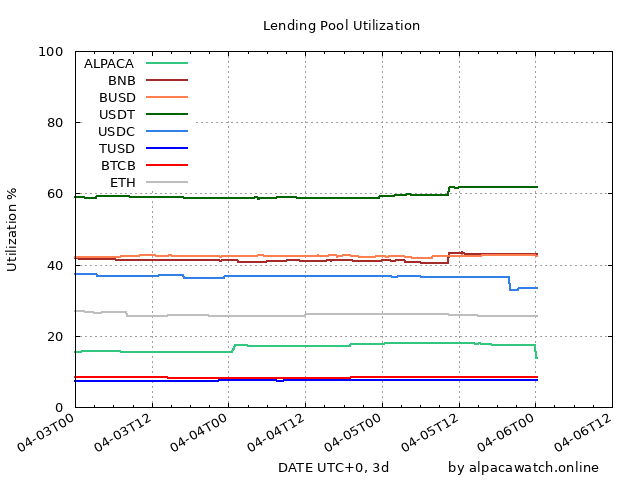 Lending Pool Utilization
100
80
60
40
20
0
Utilization %
ALPACA
BNB
BUSD
USDT
USDC
TUSD
BTCB
ETH
04-03T00
04-03T12
04-04T00
04-04T12
04-05T00
04-05T12
04-06T00
04-06T12
DATE UTC+0, 3d
by alpacawatch.online